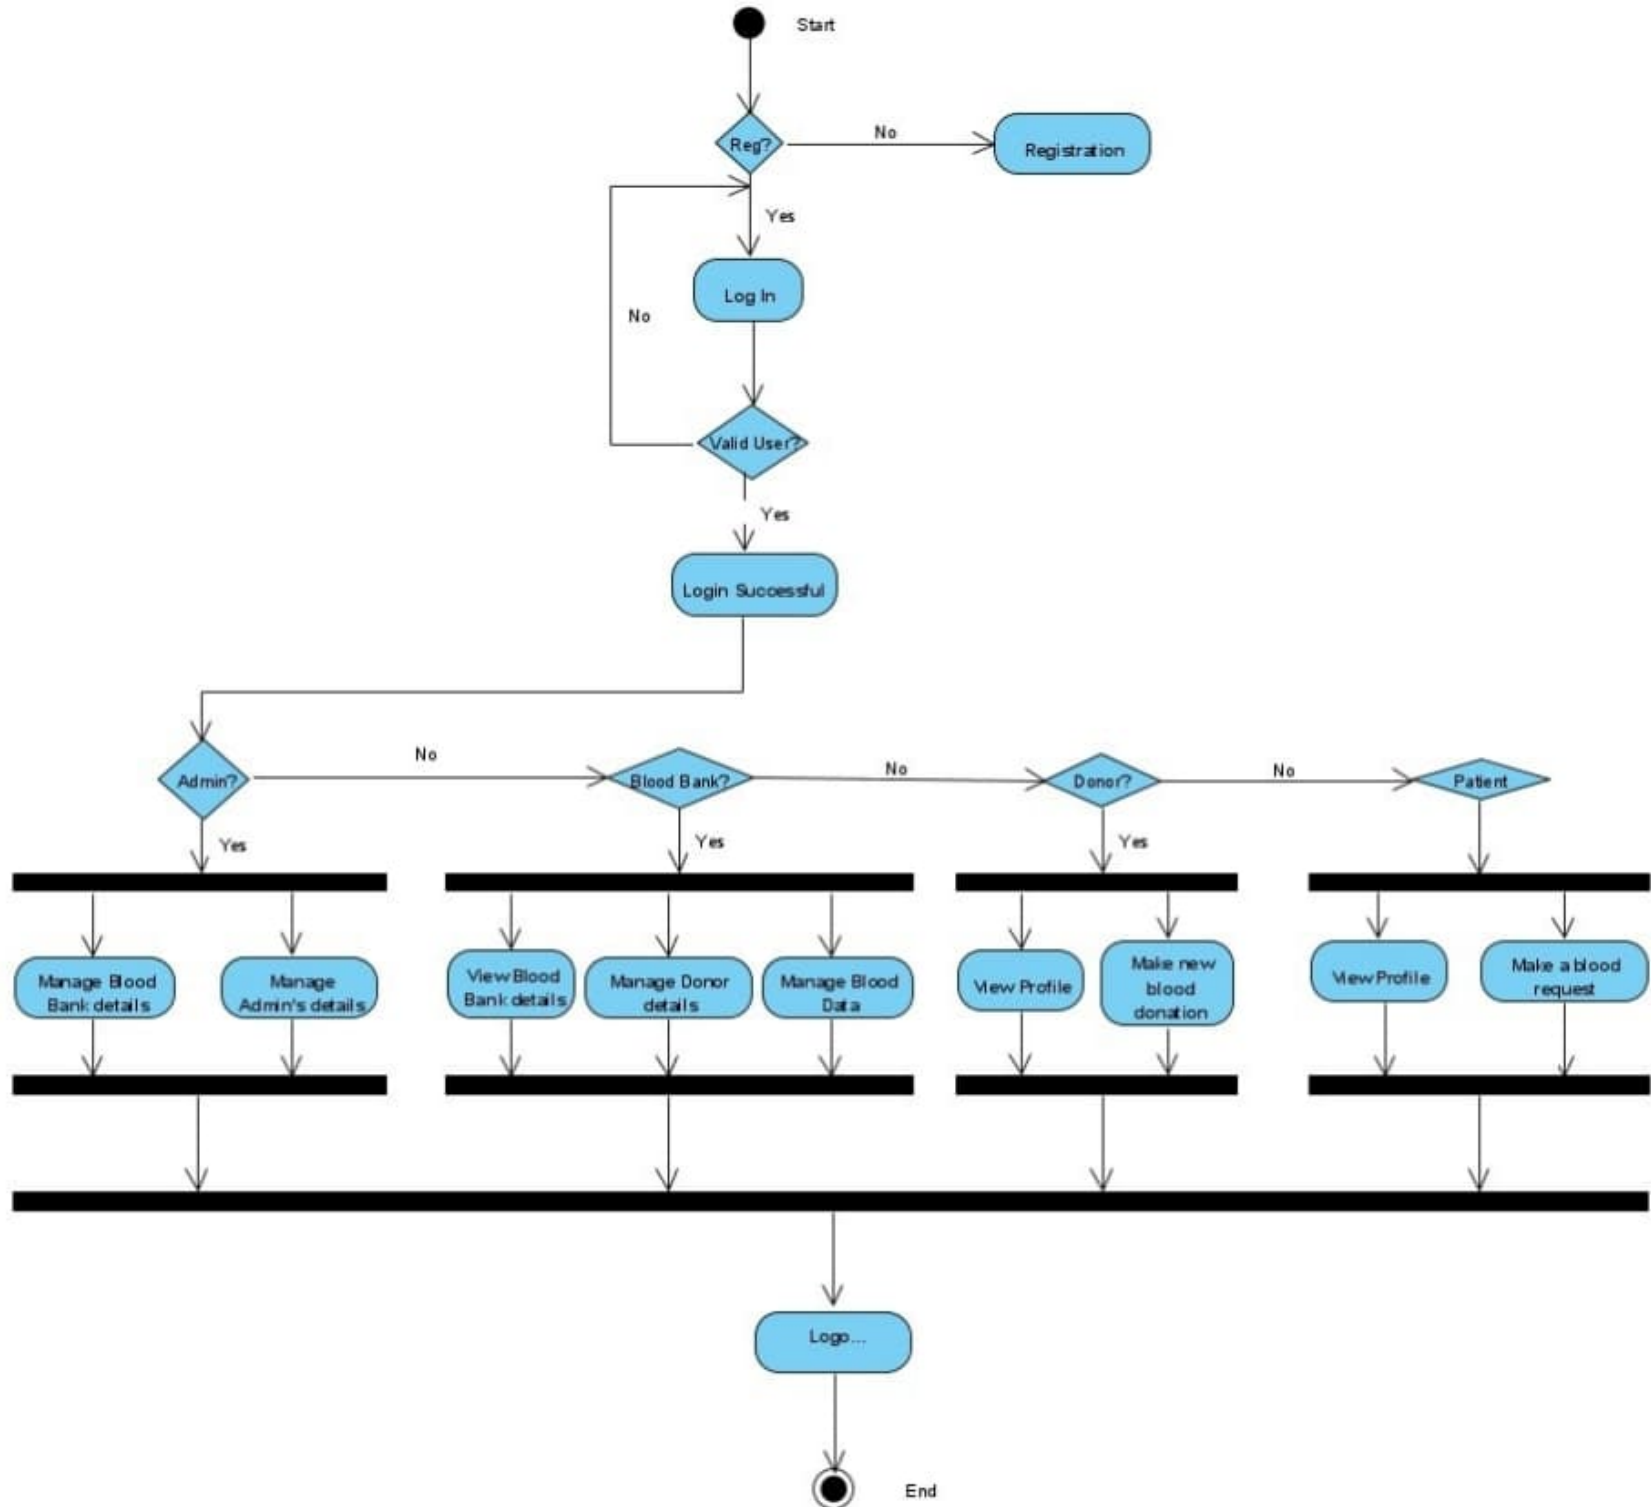 Start
Reg?
No
Registration
Yes
Log In
No
Valid User?
Yes
Login Successful
Admin?
No
Blood Bank?
No
Donor?
No
Patient
Yes
Yes
Yes
Manage Blood
Bank details
Manage
Admin's details
View Blood
Bank details
Manage Donor
details
Manage Blood
Data
View Profile
Make new
blood
donation
View Profile
Make a blood
request
Logo...
End